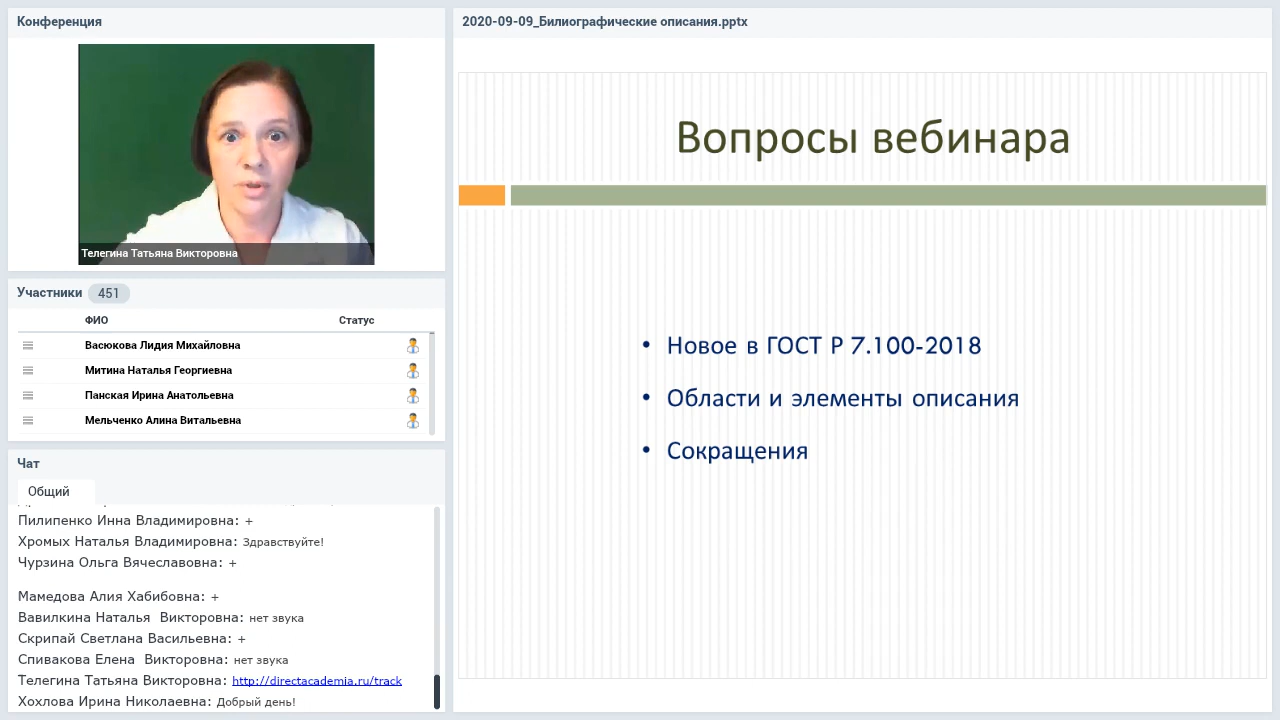 Конференция
Телегина Татьяна Викторовна
Участники 451
ФИО Статус
Васюкова Лидия Михайловна
Митина Наталья Георгиевна
Панская Ирина Анатольевна
Мельченко Алина Витальевна
Чат
Общий
Пилипенко Инна Владимировна: +
Хромых Наталья Владимировна: Здравствуйте!
Чурзина Ольга Вячеславовна: +
Мамедова Алия Хабибовна: +
Вавилкина Наталья Викторовна: нет звука
Скрипай Светлана Васильевна: +
Спивакова Елена Викторовна: нет звука
Телегина Татьяна Викторовна: http://directacademia.ru/track
Хохлова Ирина Николаевна: Добрый день!
2020-09-09_Билиографические описания.pptx
Вопросы вебинара
• Новое в ГОСТ Р 7.100-2018
• Области и элементы описания
• Сокращения